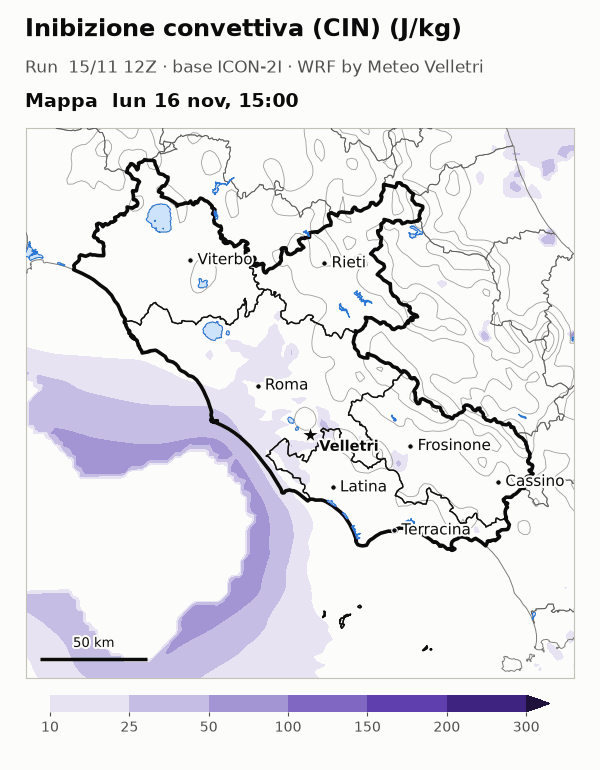 Inibizione convettiva (CIN) (J/kg)
Run 15/11 12Z · base ICON-2I · WRF by Meteo Velletri
Mappa lun 16 nov, 15:00
Viterbo
Rieti
Roma
Velletri
Frosinone
Cassino
Latina
Terracina
50 km
10 25 50 100 150 200 300